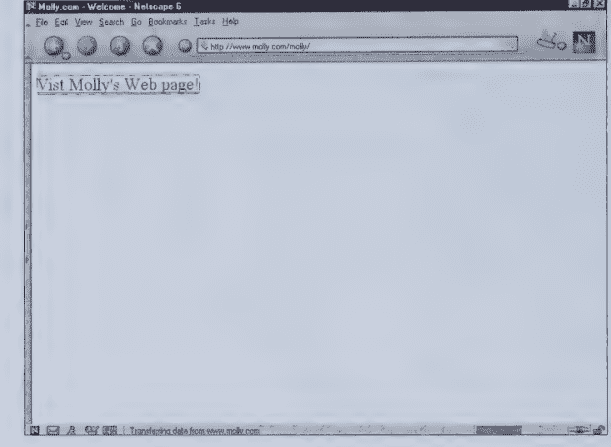 Molly.com - Welcome - Netscape 6
File Edit View Search Go Bookmarks Tasks Help
http://www.molly.com/molly/
N
Vist Molly's Web page!
Transferring data from www.molly.com